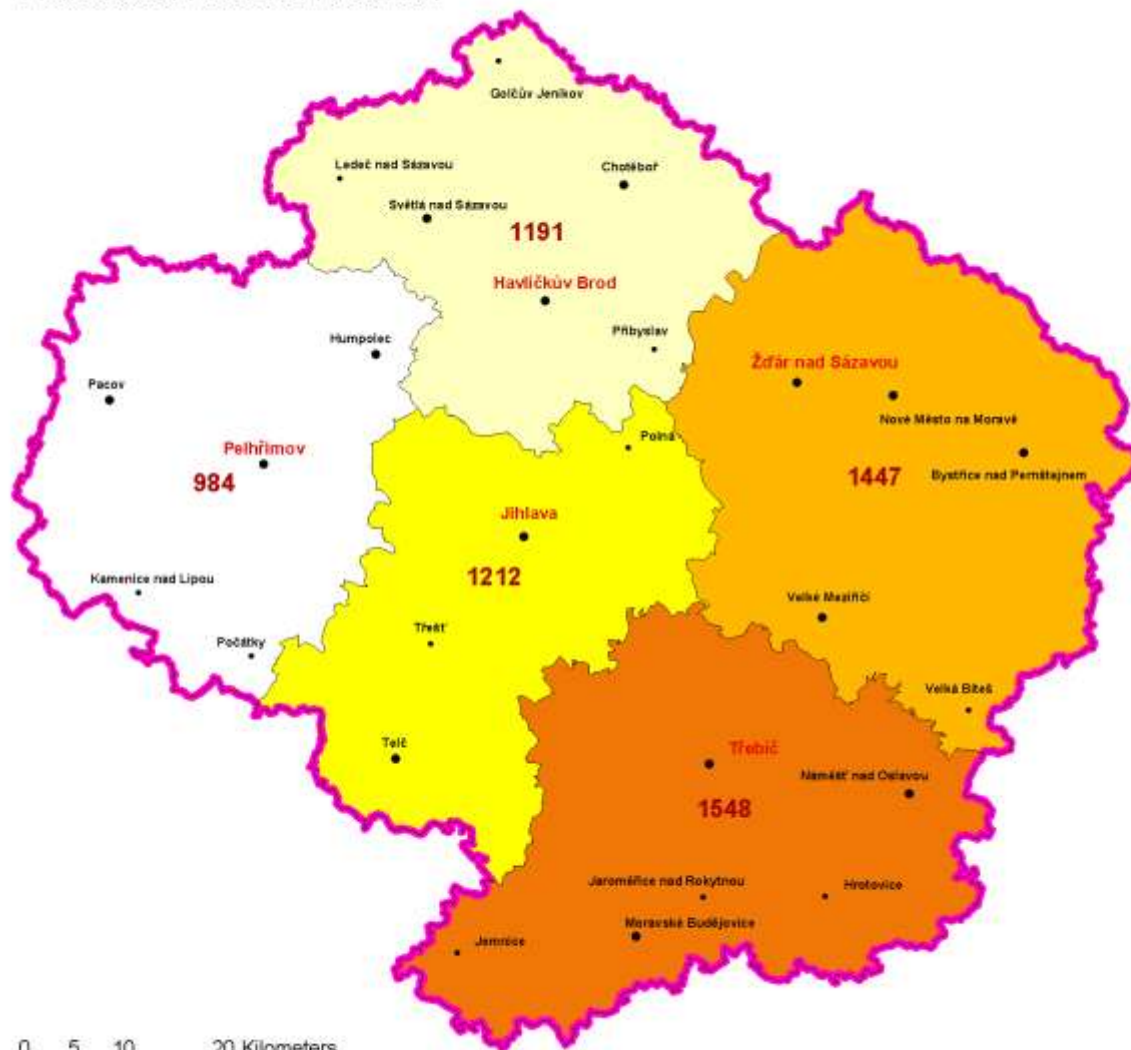 Golčův Jeníkov
Ledeč nad Sázavou
Chotěboř
Světlá nad Sázavou
1191
Havlíčkův Brod
Přibyslav
Humpolec
Žďár nad Sázavou
Pacov
Nové Město na Moravě
Polná
Pelhřimov
Bystřice nad Pernštejnem
984
1447
Jihlava
1212
Kamenice nad Lipou
Velké Meziříčí
Třešť
Počátky
Velká Bíteš
Telč
Třebíč
Náměšť nad Oslavou
1548
Jaroměřice nad Rokytnou
Hrotovice
Moravské Budějovice
Jemnice
0 5 10 20 Kilometers